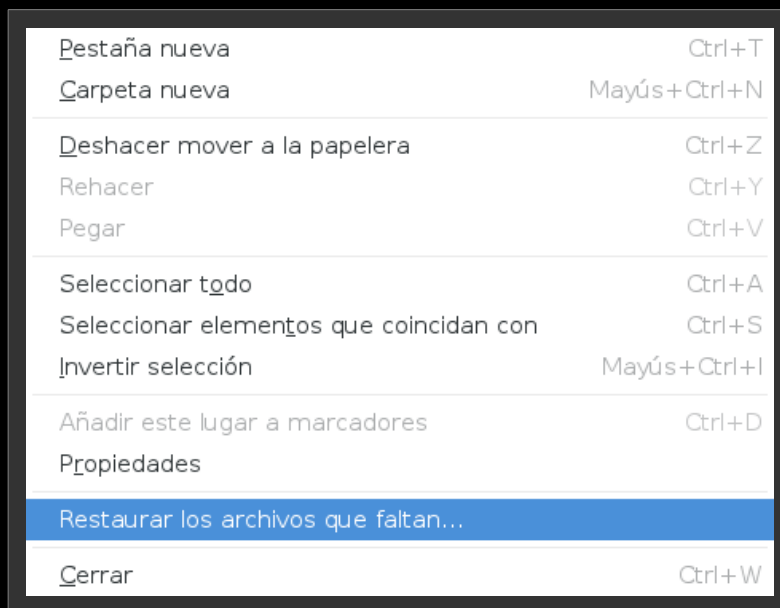 Pestaña nueva Ctrl+T
Carpeta nueva Mayús+Ctrl+N
Deshacer mover a la papelera Ctrl+Z
Rehacer Ctrl+Y
Pegar Ctrl+V
Seleccionar todo Ctrl+A
Seleccionar elementos que coincidan con Ctrl+S
Invertir selección Mayús+Ctrl+I
Añadir este lugar a marcadores Ctrl+D
Propiedades
Restaurar los archivos que faltan...
Cerrar Ctrl+W